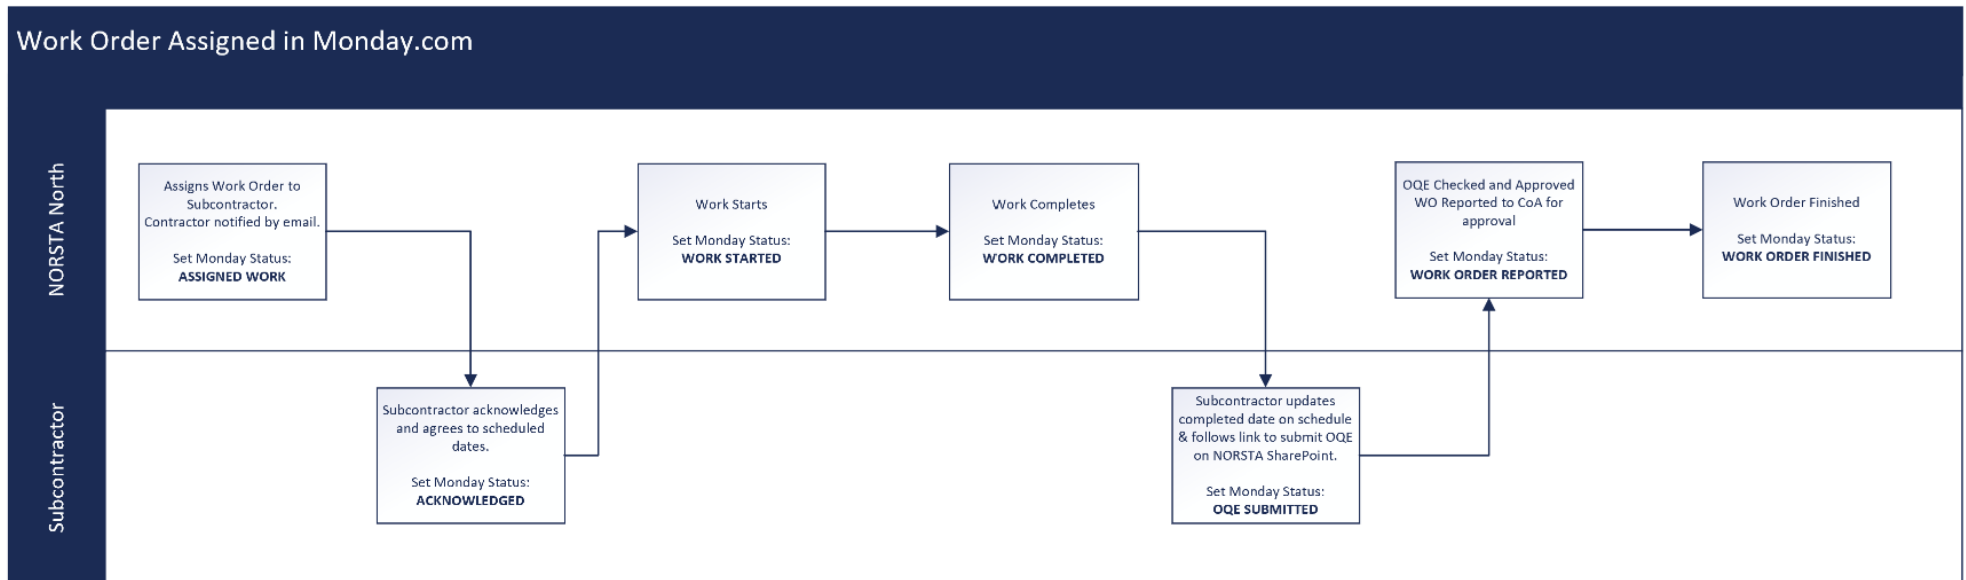 Work Order Assigned in Monday.com
NORSTA North
Assigns Work Order to
Subcontractor.
Contractor notified by email.
Set Monday Status:
ASSIGNED WORK
Work Starts
Set Monday Status:
WORK STARTED
Work Completes
Set Monday Status:
WORK COMPLETED
OQE Checked and Approved
WO Reported to CoA for
approval
Set Monday Status:
WORK ORDER REPORTED
Work Order Finished
Set Monday Status:
WORK ORDER FINISHED
Subcontractor
Subcontractor acknowledges
and agrees to scheduled
dates.
Set Monday Status:
ACKNOWLEDGED
Subcontractor updates
completed date on schedule
& follows link to submit OQE
on NORSTA SharePoint.
Set Monday Status:
OQE SUBMITTED